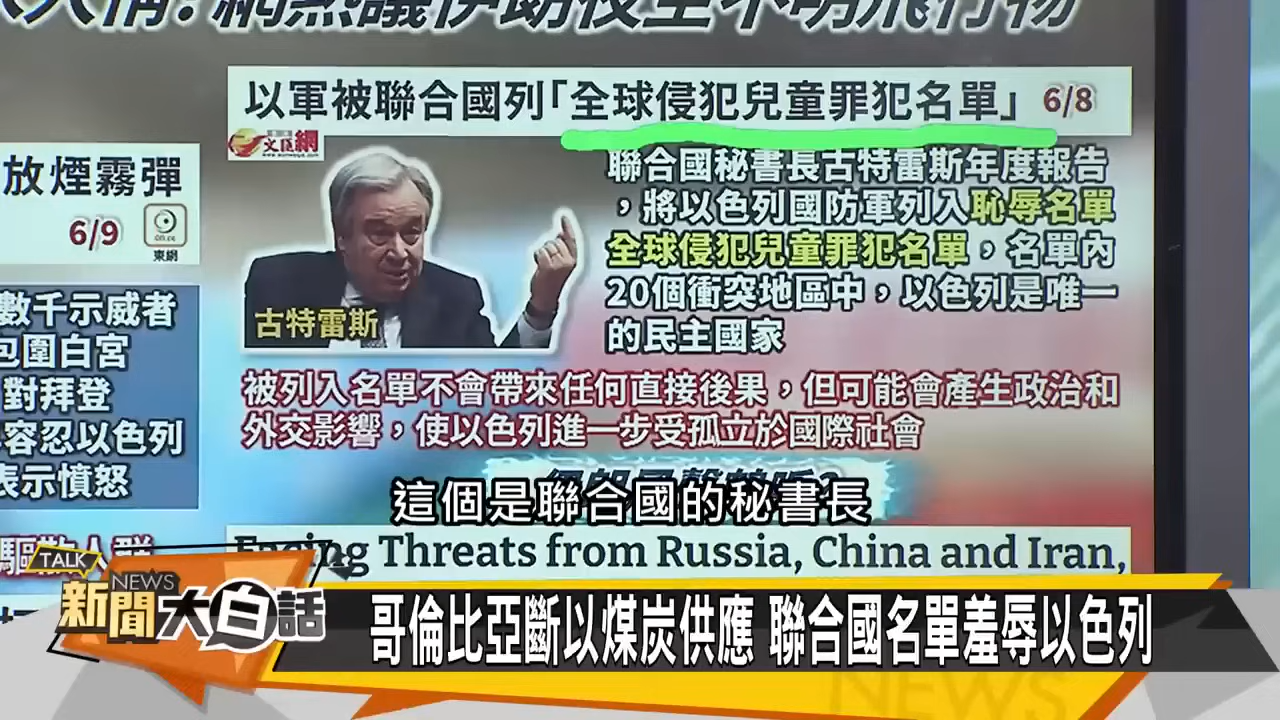 以軍被聯合國列「全球侵犯兒童罪犯名單」 6/8
文匯網
聯合國秘書長古特雷斯年度報告
,將以色列國防軍列入恥辱名單
全球侵犯兒童罪犯名單,名單內
20個衝突地區中,以色列是唯一
的民主國家
古特雷斯
被列入名單不會帶來任何直接後果,但可能會產生政治和
外交影響,使以色列進一步受孤立於國際社會
放煙霧彈
6/9
on.cc
東網
數千示威者
包圍白宮
對拜登
容忍以色列
表示憤怒
驅散人群
這個是聯合國的秘書長
Facing Threats from Russia, China and Iran,
TALK
NEWS
新聞大白話
哥倫比亞斷以煤炭供應 聯合國名單羞辱以色列
NEWS